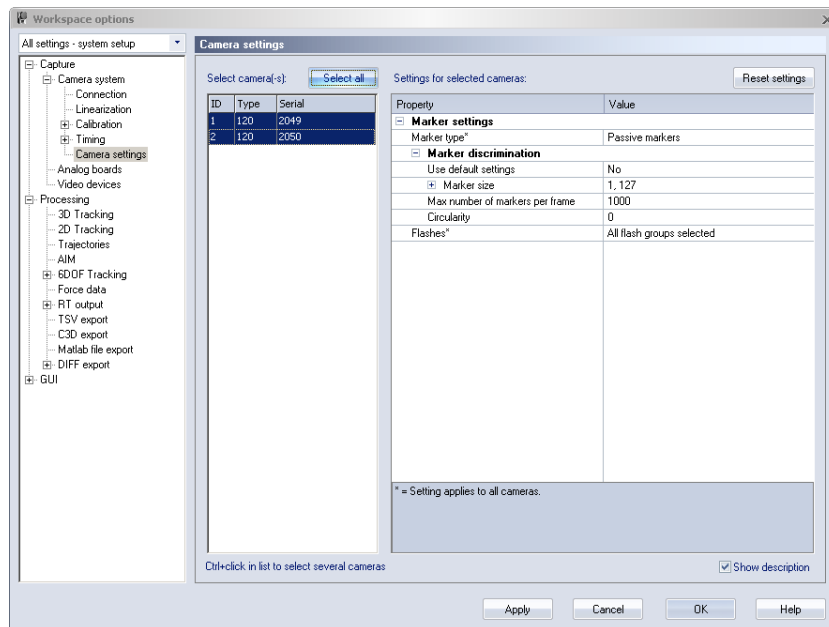 Workspace options
All settings - system setup
Capture
Camera system
Connection
Linearization
Calibration
Timing
Camera settings
Analog boards
Video devices
Processing
3D Tracking
2D Tracking
Trajectories
AIM
6DOF Tracking
Force data
RT output
TSV export
C3D export
Matlab file export
DIFF export
GUI
Camera settings
Select camera(-s):
Select all
ID Type Serial
1 120 2049
2 120 2050
Ctrl+click in list to select several cameras
Settings for selected cameras:
Reset settings
Property Value
Marker settings
Marker type* Passive markers
Marker discrimination
Use default settings No
Marker size 1, 127
Max number of markers per frame 1000
Circularity 0
Flashes* All flash groups selected
* = Setting applies to all cameras.
Show description
Apply Cancel OK Help